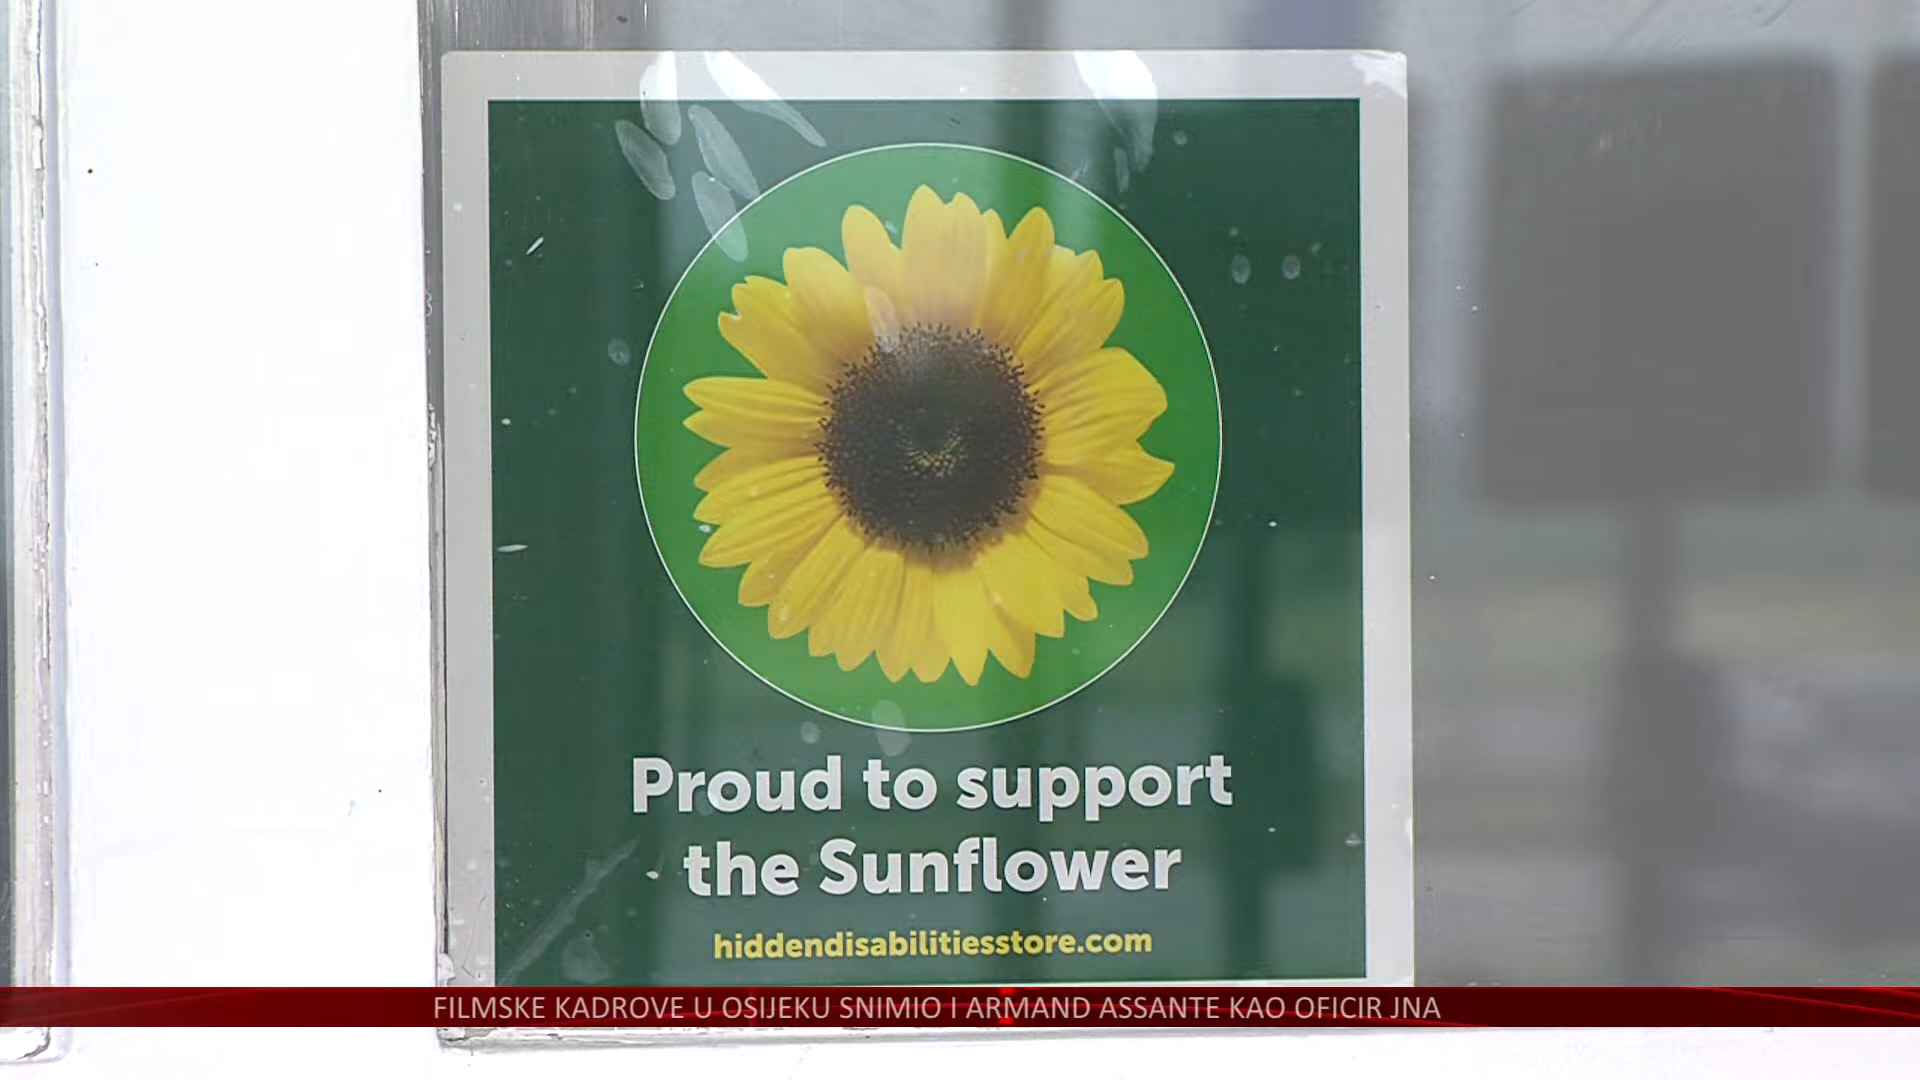 Proud to support
the Sunflower
hiddendisabilitiesstore.com
FILMSKE KADROVE U OSIJEKU SNIMIO I ARMAND ASSANTE KAO OFICIR JNA